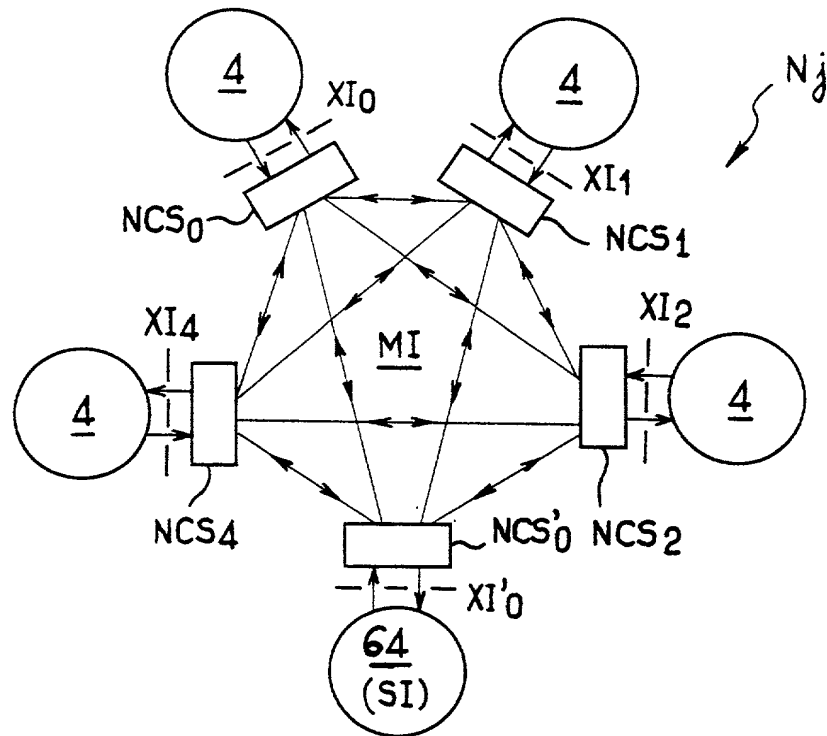 4
4
Nj
XI0
XI1
NCS0
NCS1
XI4
XI2
MI
4
4
NCS4
NCS'0
NCS2
XI'0
64
(SI)